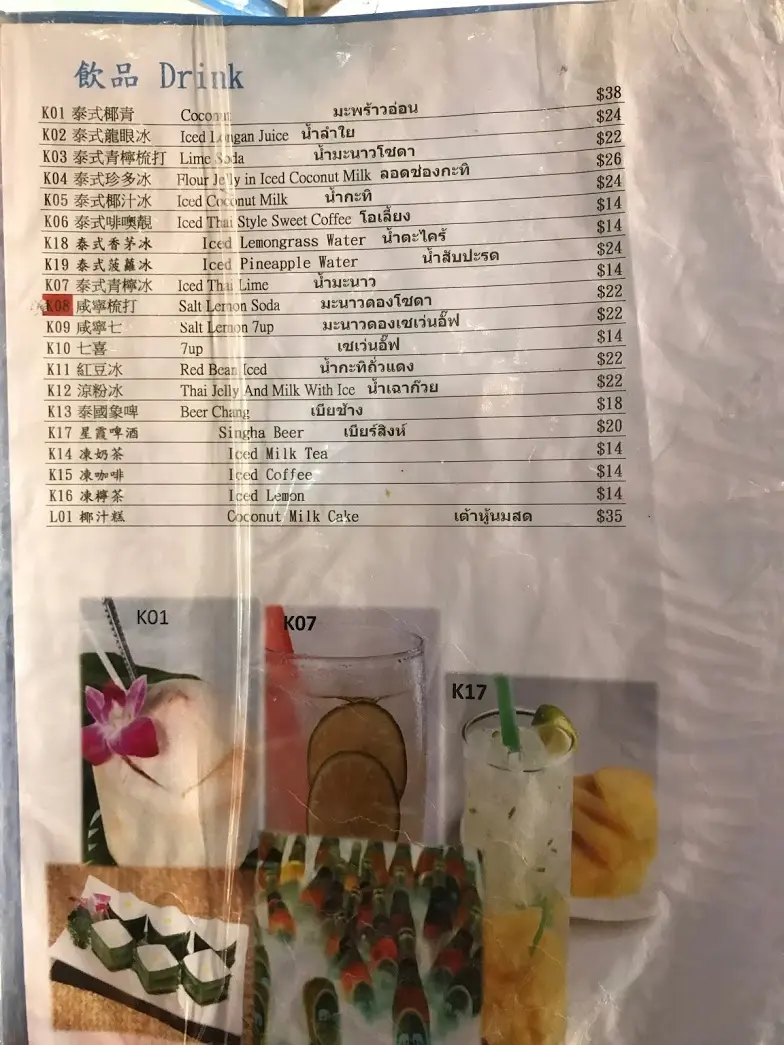 飲品 Drink
K01 泰式椰青 Coconut มะพร้าวอ่อน $38
K02 泰式龍眼冰 Iced Longan Juice น้ำลำใย $24
K03 泰式青檸梳打 Lime Soda น้ำมะนาวโซดา $22
K04 泰式珍多冰 Flour Jelly in Iced Coconut Milk ลอดช่องกะทิ $26
K05 泰式椰汁冰 Iced Coconut Milk น้ำกะทิ $24
K06 泰式啡噢靚 Iced Thai Style Sweet Coffee โอเลี้ยง $14
K18 泰式香茅冰 Iced Lemongrass Water น้ำตะไคร้ $14
K19 泰式菠蘿冰 Iced Pineapple Water น้ำสับปะรด $24
K07 泰式青檸冰 Iced Thai Lime น้ำมะนาว $14
K08 咸寧梳打 Salt Lemon Soda มะนาวดองโซดา $22
K09 咸寧七 Salt Lemon 7up มะนาวดองเซเว่นอั๊ฟ $22
K10 七喜 7up เซเว่นอั๊ฟ $14
K11 紅豆冰 Red Bean Iced น้ำกะทิถั่วแดง $22
K12 涼粉冰 Thai Jelly And Milk With Ice น้ำเฉาก๊วย $22
K13 泰國象啤 Beer Chang เบียช้าง $18
K17 星霞啤酒 Singha Beer เบียร์สิงห์ $20
K14 凍奶茶 Iced Milk Tea $14
K15 凍咖啡 Iced Coffee $14
K16 凍檸茶 Iced Lemon $14
L01 椰汁糕 Coconut Milk Cake เต้าหู้นมสด $35
K01
K07
K17